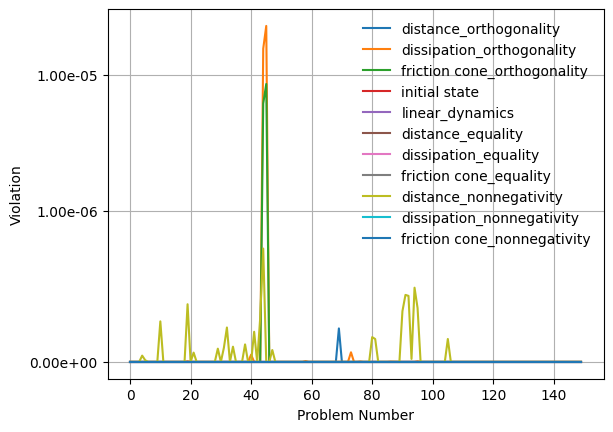 distance_orthogonality
dissipation_orthogonality
friction cone_orthogonality
initial state
linear_dynamics
distance_equality
dissipation_equality
friction cone_equality
distance_nonnegativity
dissipation_nonnegativity
friction cone_nonnegativity
1.00e-05
1.00e-06
0.00e+00
Violation
0 20 40 60 80 100 120 140
Problem Number